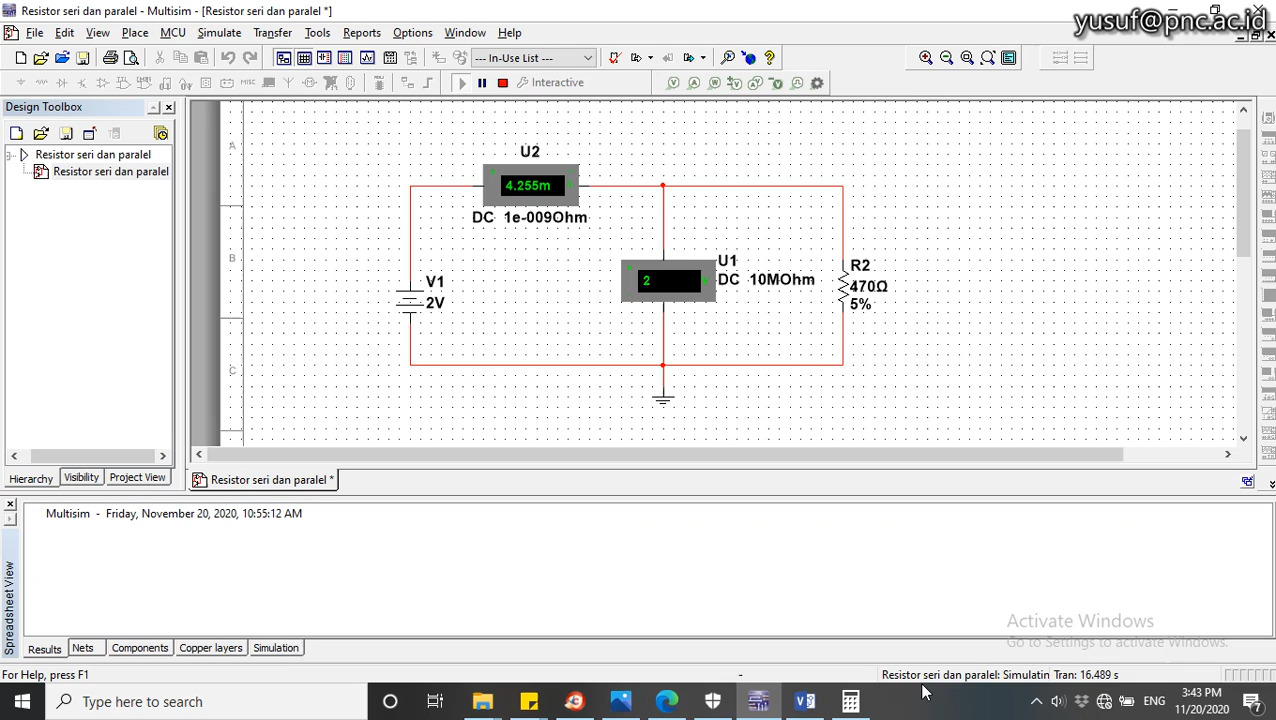 Resistor seri dan paralel - Multisim - [Resistor seri dan paralel *]
yusuf@pnc.ac.id
File Edit View Place MCU Simulate Transfer Tools Reports Options Window Help
--- In-Use List ---
Interactive
Design Toolbox
Resistor seri dan paralel
Resistor seri dan paralel
Hierarchy Visibility Project View
A
B
C
U2
4.255m
DC 1e-009Ohm
U1
2
DC 10MOhm
V1
2V
R2
470Ω
5%
Resistor seri dan paralel *
Multisim - Friday, November 20, 2020, 10:55:12 AM
Spreadsheet View
Activate Windows
Go to Settings to activate Windows.
Results Nets Components Copper layers Simulation
For Help, press F1
-
Resistor seri dan paralel: Simulatin Tran: 16.489 s
Type here to search
ENG
3:43 PM
11/20/2020